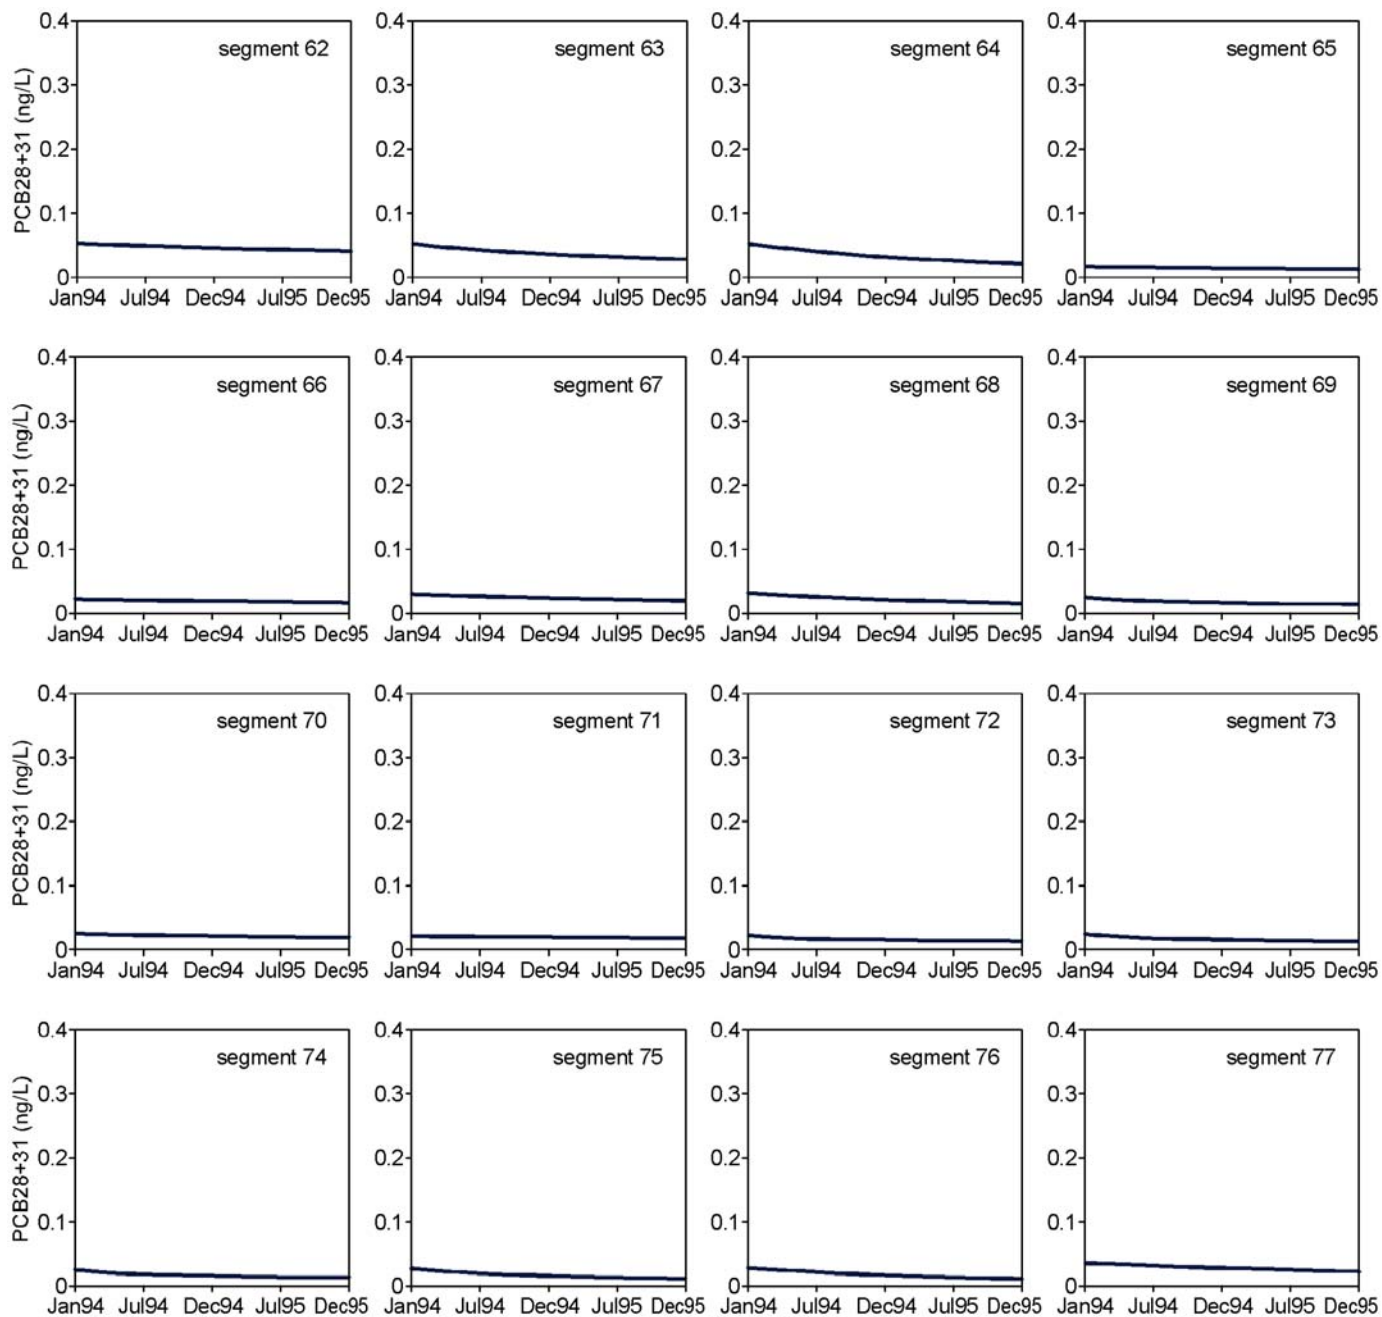 0.4 0.4 0.4 0.4
segment 62 segment 63 segment 64 segment 65
0.3 0.3 0.3 0.3
PCB28+31 (ng/L)
0.2 0.2 0.2 0.2
0.1 0.1 0.1 0.1
0 0 0 0
Jan94 Jul94 Dec94 Jul95 Dec95 Jan94 Jul94 Dec94 Jul95 Dec95 Jan94 Jul94 Dec94 Jul95 Dec95 Jan94 Jul94 Dec94 Jul95 Dec95
0.4 0.4 0.4 0.4
segment 66 segment 67 segment 68 segment 69
0.3 0.3 0.3 0.3
PCB28+31 (ng/L)
0.2 0.2 0.2 0.2
0.1 0.1 0.1 0.1
0 0 0 0
Jan94 Jul94 Dec94 Jul95 Dec95 Jan94 Jul94 Dec94 Jul95 Dec95 Jan94 Jul94 Dec94 Jul95 Dec95 Jan94 Jul94 Dec94 Jul95 Dec95
0.4 0.4 0.4 0.4
segment 70 segment 71 segment 72 segment 73
0.3 0.3 0.3 0.3
PCB28+31 (ng/L)
0.2 0.2 0.2 0.2
0.1 0.1 0.1 0.1
0 0 0 0
Jan94 Jul94 Dec94 Jul95 Dec95 Jan94 Jul94 Dec94 Jul95 Dec95 Jan94 Jul94 Dec94 Jul95 Dec95 Jan94 Jul94 Dec94 Jul95 Dec95
0.4 0.4 0.4 0.4
segment 74 segment 75 segment 76 segment 77
0.3 0.3 0.3 0.3
PCB28+31 (ng/L)
0.2 0.2 0.2 0.2
0.1 0.1 0.1 0.1
0 0 0 0
Jan94 Jul94 Dec94 Jul95 Dec95 Jan94 Jul94 Dec94 Jul95 Dec95 Jan94 Jul94 Dec94 Jul95 Dec95 Jan94 Jul94 Dec94 Jul95 Dec95